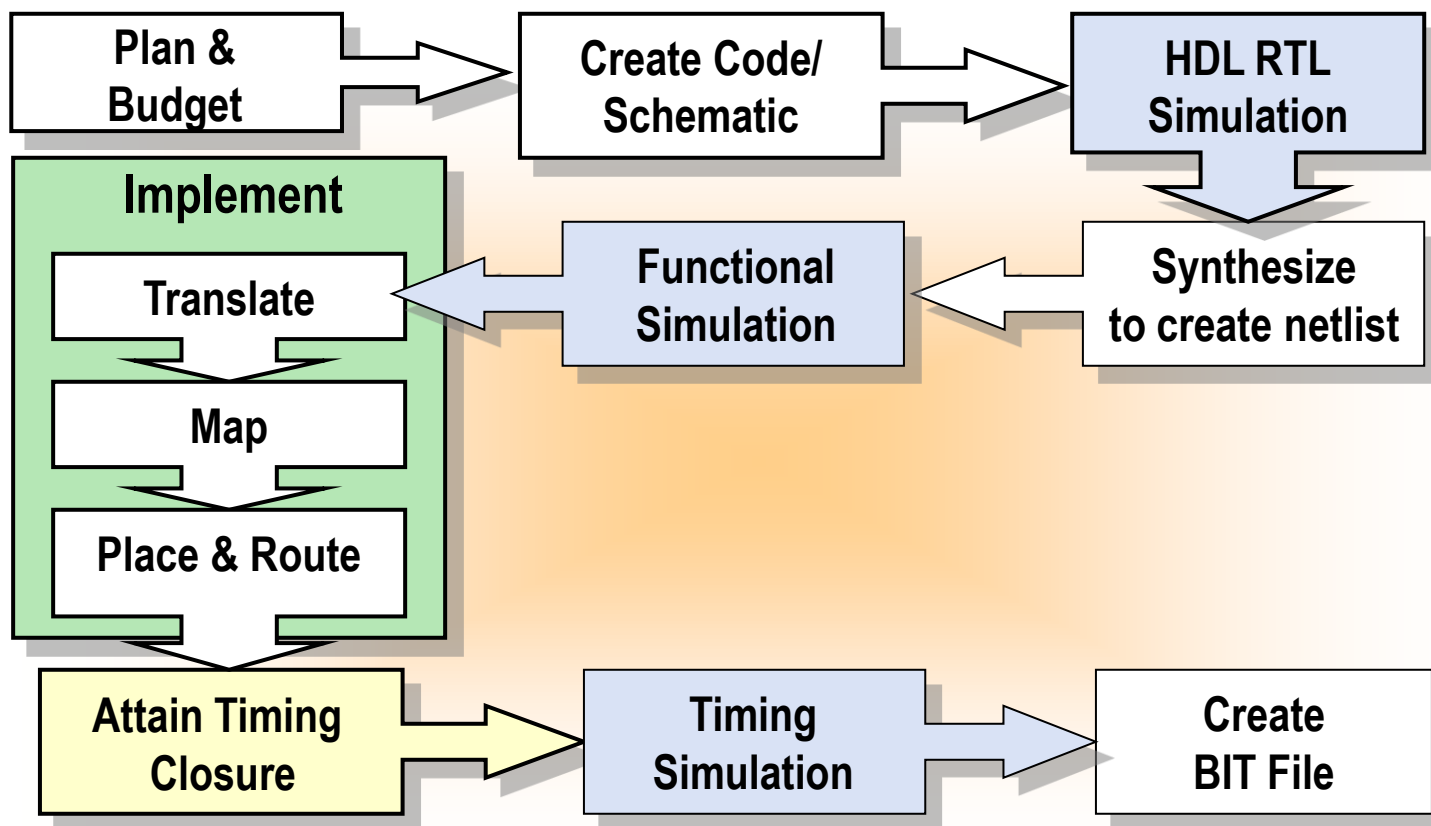 Plan &
Budget
Create Code/
Schematic
HDL RTL
Simulation
Synthesize
to create netlist
Functional
Simulation
Implement
Translate
Map
Place & Route
Attain Timing
Closure
Timing
Simulation
Create
BIT File